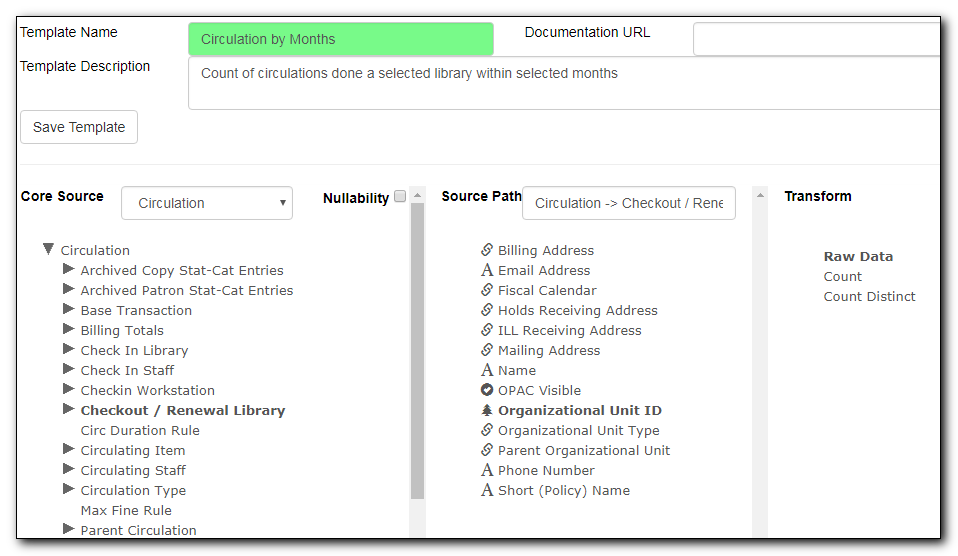 Template Name
Circulation by Months
Documentation URL
Template Description
Count of circulations done a selected library within selected months
Save Template
Core Source
Circulation
Nullability
Source Path
Circulation -> Checkout / Rene
Transform
Circulation
Archived Copy Stat-Cat Entries
Archived Patron Stat-Cat Entries
Base Transaction
Billing Totals
Check In Library
Check In Staff
Checkin Workstation
Checkout / Renewal Library
Circ Duration Rule
Circulating Item
Circulating Staff
Circulation Type
Max Fine Rule
Parent Circulation
Billing Address
Email Address
Fiscal Calendar
Holds Receiving Address
ILL Receiving Address
Mailing Address
Name
OPAC Visible
Organizational Unit ID
Organizational Unit Type
Parent Organizational Unit
Phone Number
Short (Policy) Name
Raw Data
Count
Count Distinct